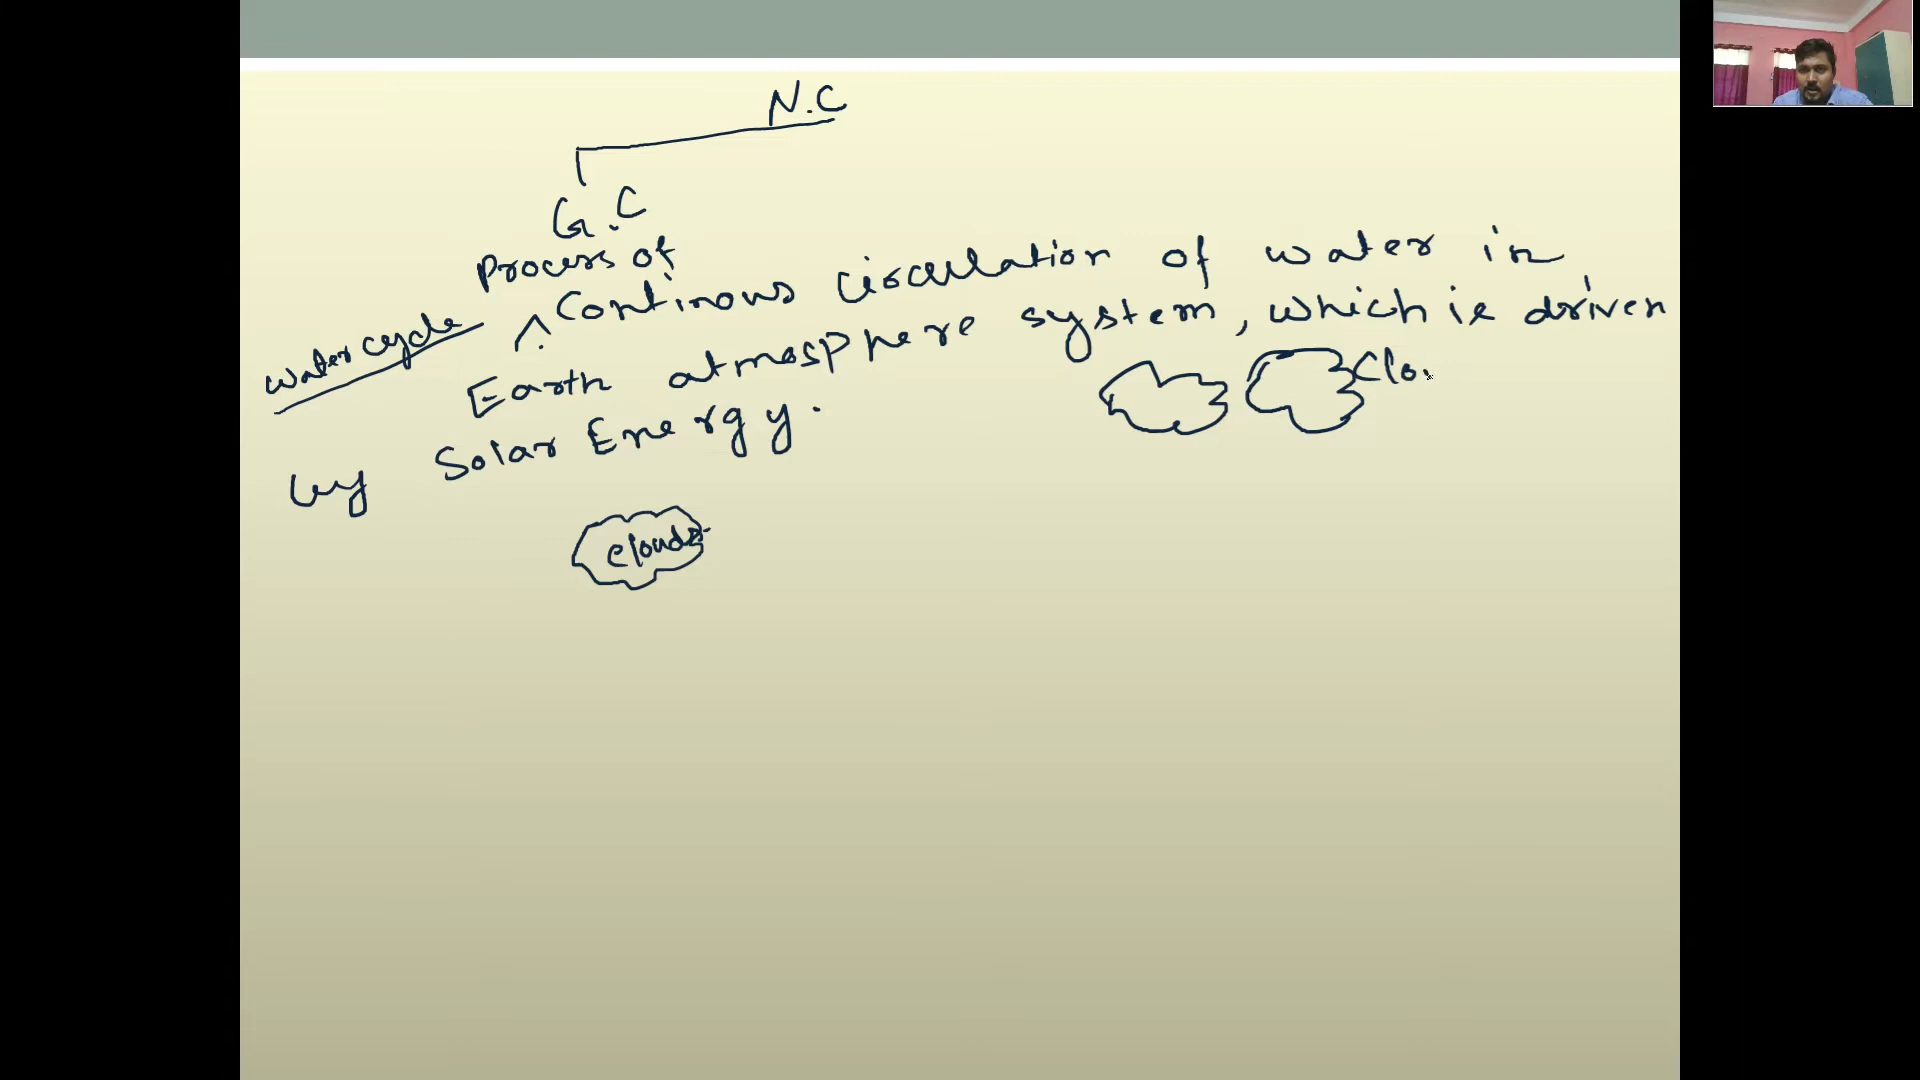 N.C
G.C
Process of
Water cycle ^ Continous circulation of water in
Earth atmosphere system, which is driven
by Solar Energy.
Clo
clouds